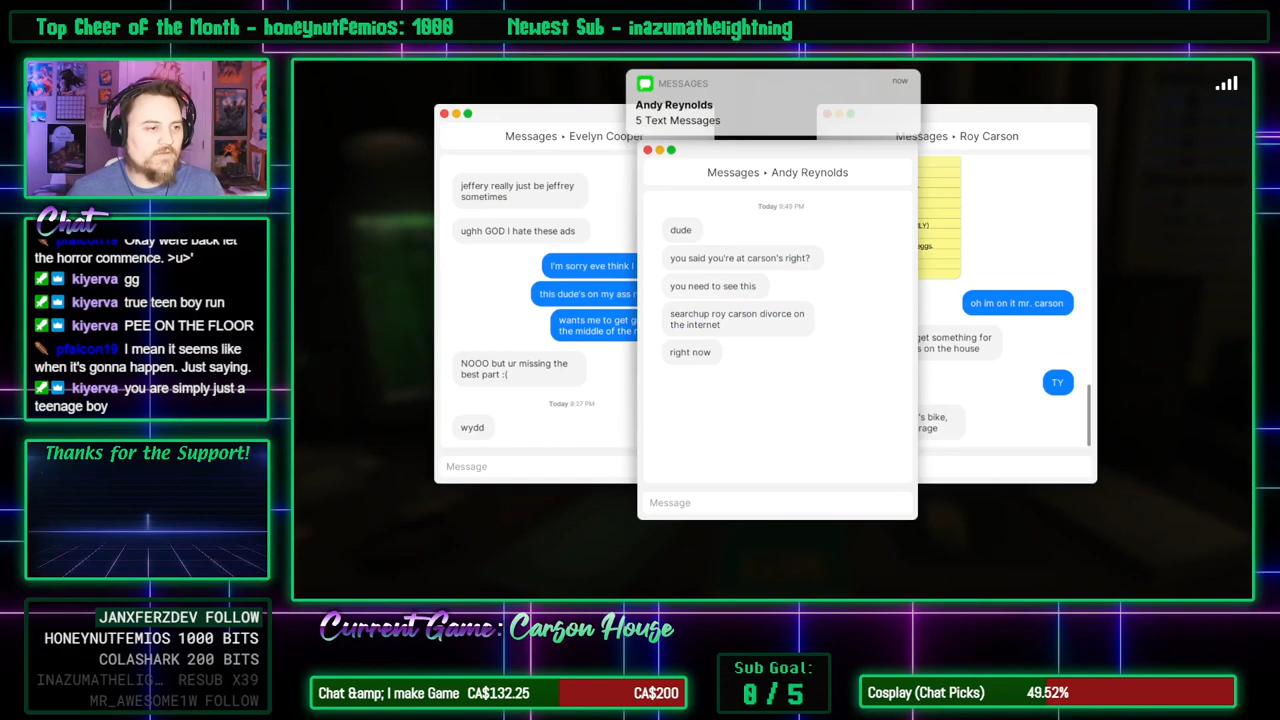 Top Cheer of the Month - honeynutfemios: 1000
Newest Sub - inazumathelightning
Chat
pfalcon19 Okay were back let
the horror commence. >u>'
kiyerva gg
kiyerva true teen boy run
kiyerva PEE ON THE FLOOR
pfalcon19 I mean it seems like
when it's gonna happen. Just saying.
kiyerva you are simply just a
teenage boy
Thanks for the Support!
JANXFERZDEV FOLLOW
HONEYNUTFEMIOS 1000 BITS
COLASHARK 200 BITS
INAZUMATHELIG... RESUB X39
MR_AWESOME1W FOLLOW
MESSAGES
now
Andy Reynolds
5 Text Messages
Messages ‣ Evelyn Cooper
jeffery really just be jeffrey
sometimes
ughh GOD I hate these ads
I'm sorry eve think I
this dude's on my ass
wants me to get
the middle of the
NOOO but ur missing the
best part :(
Today 8:27 PM
wydd
Message
Messages ‣ Andy Reynolds
Today 9:49 PM
dude
you said you're at carson's right?
you need to see this
searchup roy carson divorce on
the internet
right now
Message
Messages ‣ Roy Carson
LY)
eggs.
oh im on it mr. carson
get something for
s on the house
TY
's bike,
rage
Current Game: Carson House
Chat &amp; I make Game CA$132.25 CA$200
Sub Goal:
0 / 5
Cosplay (Chat Picks) 49.52%